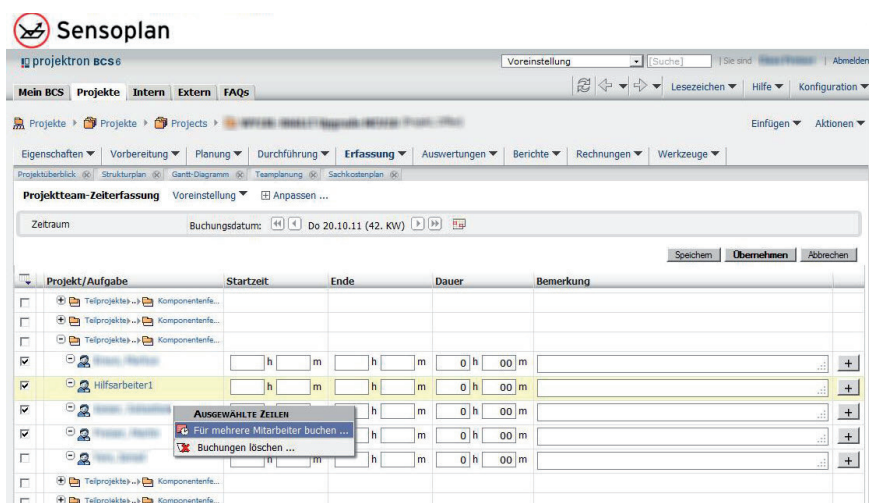 Sensoplan
projektron BCS6 Voreinstellung [Suche] | Sie sind | Abmelden
Mein BCS Projekte Intern Extern FAQs Lesezeichen Hilfe Konfiguration
Projekte Projekte Projects Einfügen Aktionen
Eigenschaften Vorbereitung Planung Durchführung Erfassung Auswertungen Berichte Rechnungen Werkzeuge
Projektüberblick Strukturplan Gantt-Diagramm Teamplanung Sachkostenplan
Projektteam-Zeiterfassung Voreinstellung Anpassen ...
Zeitraum Buchungsdatum: Do 20.10.11 (42. KW)
Speichern Übernehmen Abbrechen
Projekt/Aufgabe Startzeit Ende Dauer Bemerkung
Teilprojekte>..> Komponentenfe...
Teilprojekte>..> Komponentenfe...
Teilprojekte>..> Komponentenfe...
h m h m 0 h 00 m +
Hilfsarbeiter1 h m h m 0 h 00 m +
h m h m 0 h 00 m +
AUSGEWÄHLTE ZEILEN
Für mehrere Mitarbeiter buchen ... h m 0 h 00 m +
Buchungen löschen ...
h m h m 0 h 00 m +
Teilprojekte>..> Komponentenfe...
Teilprojekte>..> Komponentenfe...